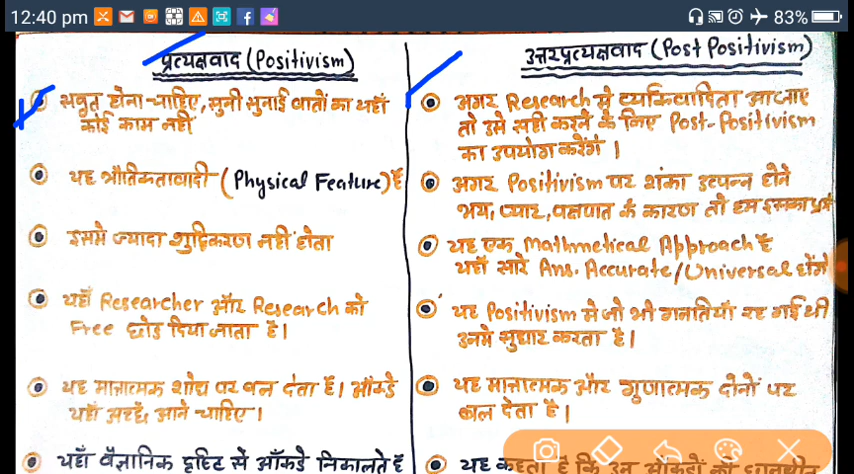 12:40 pm
83%
प्रत्यक्षवाद (Positivism)
सबूत होना चाहिए, सुनी सुनाई बातों का यहाँ
कोई काम नहीं
यह भौतिकतावादी (Physical Feature) है
इसमे ज्यादा शुद्धिकरण नहीं होता
यहाँ Researcher और Research को
Free छोड़ दिया जाता है।
यह मात्रात्मक शोध पर बल देता है। आँकडे
यहाँ अच्छे आने चाहिए।
यहाँ वैज्ञानिक दृष्टि से आँकडे निकालते है
उत्तरप्रत्यक्षवाद (Post Positivism)
अगर Research मे व्यक्तिवादिता आजाए
तो उसे सही करने के लिए Post-Positivism
का उपयोग करेंगे ।
अगर Positivism पर शंका उत्पन्न होने
भय, प्यार, पक्षपात के कारण तो हम इसका
यह एक Mathmetical Approach है
यहाँ सारे Ans. Accurate/Universal होंगे
यह Positivism मे जो भी गलतियाँ रह गई थी
उनमे सुधार करता है।
यह मात्रात्मक और गुणात्मक दोनों पर
बल देता है।
यह कहता है कि उन आँकडों को